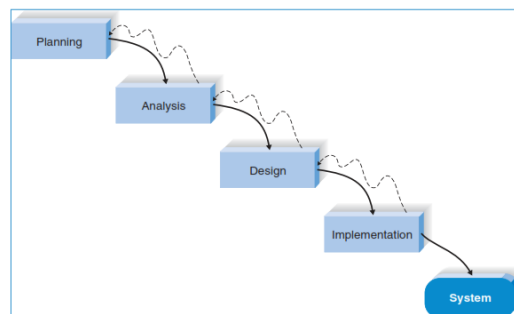 Planning
Analysis
Design
Implementation
System